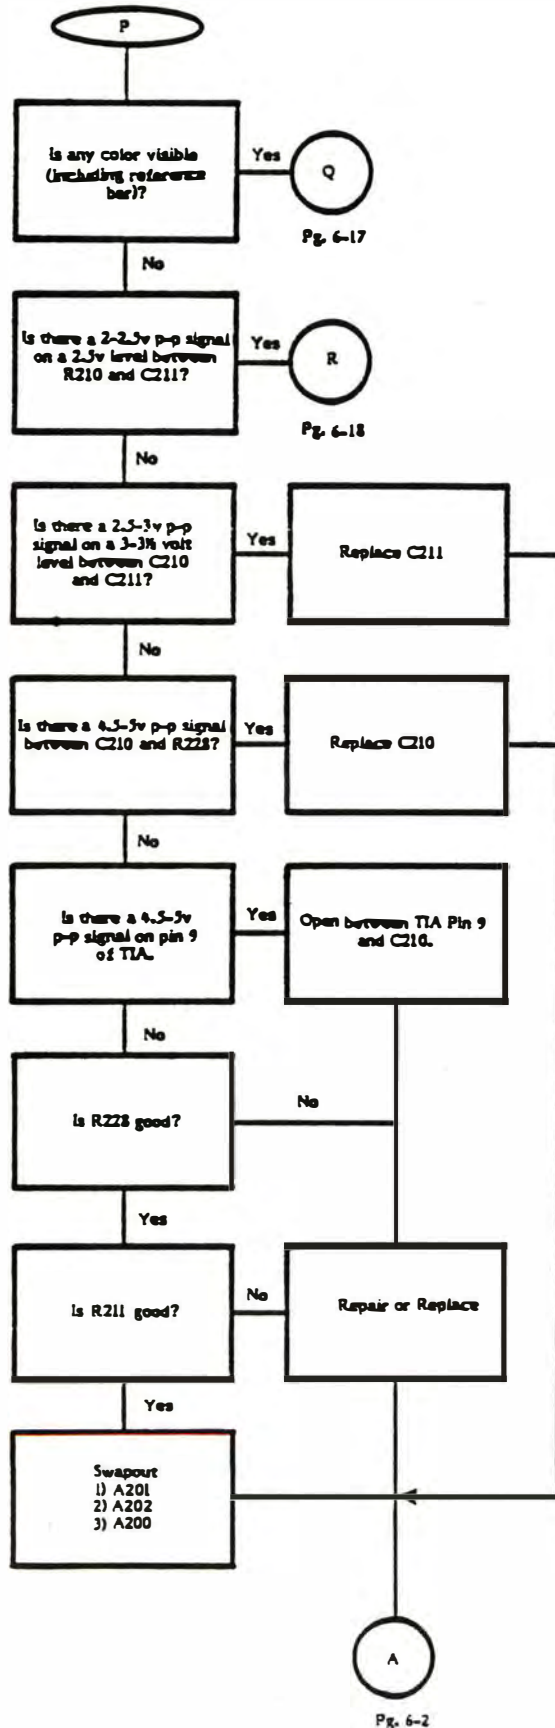 P
Is any color visible
(including reference
bar)?
Yes
Q
Pg. 6-17
No
Is there a 2-2.5v p-p signal
on a 2.5v level between
R210 and C211?
Yes
R
Pg. 6-18
No
Is there a 2.5-3v p-p
signal on a 3-3½ volt
level between C210
and C211?
Yes
Replace C211
No
Is there a 4.5-5v p-p signal
between C210 and R228?
Yes
Replace C210
No
Is there a 4.5-5v
p-p signal on pin 9
of TIA.
Yes
Open between TIA Pin 9
and C210.
No
Is R228 good?
No
Yes
Is R211 good?
No
Repair or Replace
Yes
Swapout
1) A201
2) A202
3) A200
A
Pg. 6-2